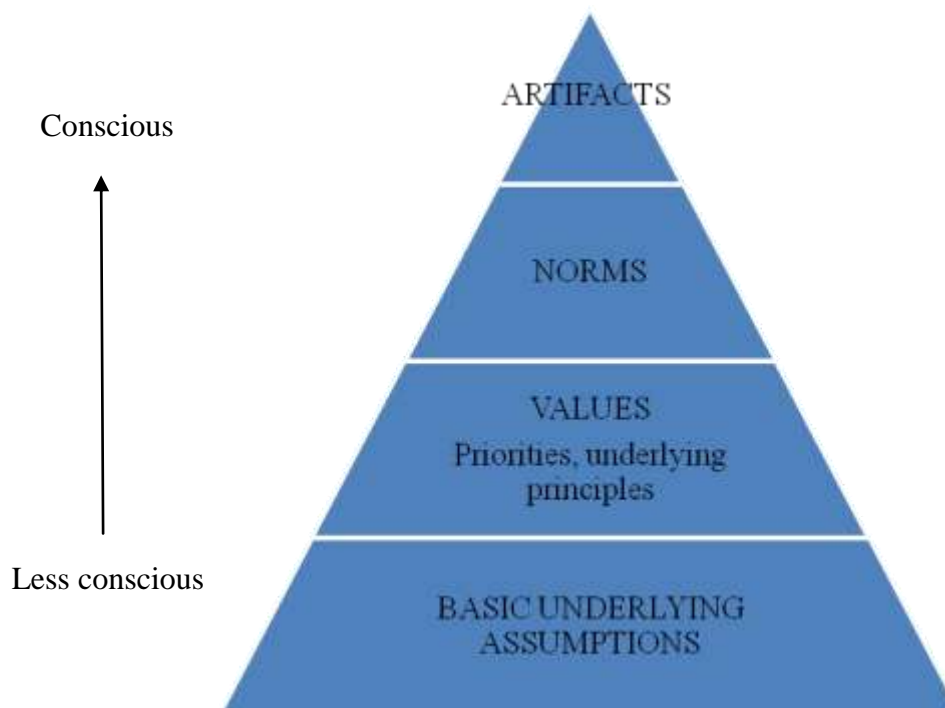 ARTIFACTS
Conscious
NORMS
VALUES
Priorities, underlying
principles
Less conscious
BASIC UNDERLYING
ASSUMPTIONS